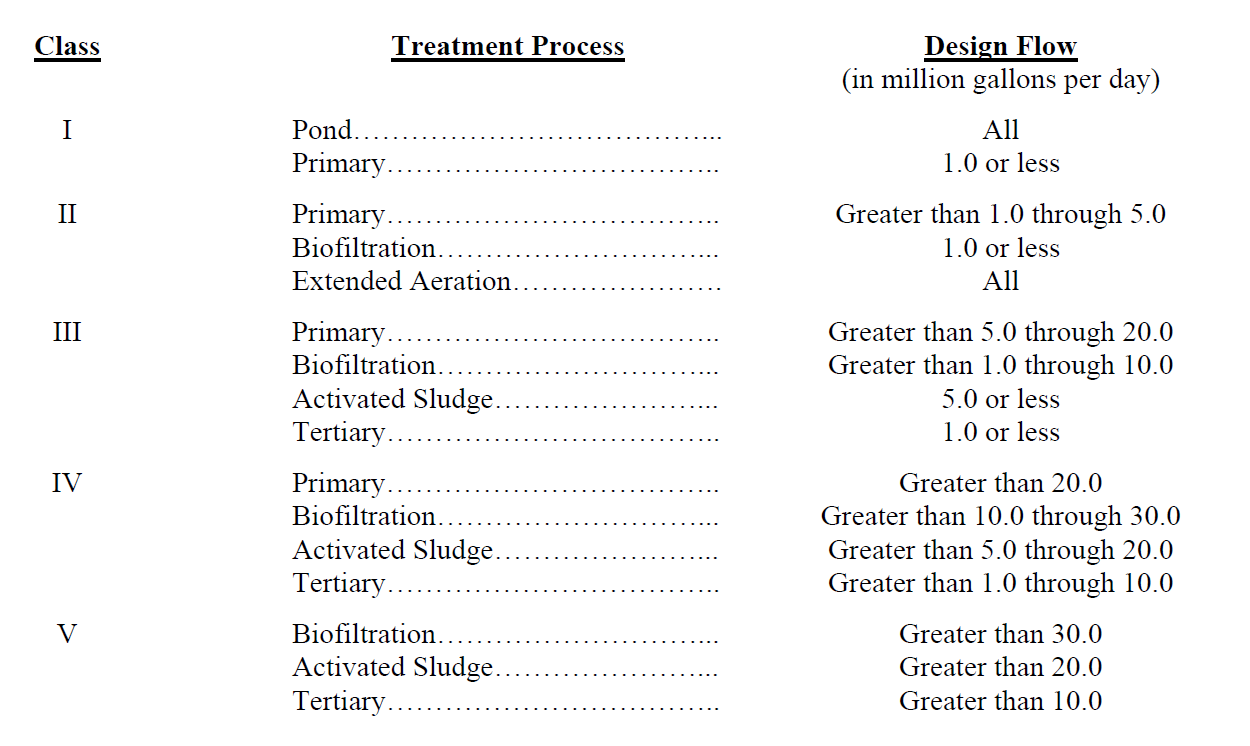 Class Treatment Process Design Flow
(in million gallons per day)
I Pond……………………………….... All
Primary…………………………….. 1.0 or less
II Primary…………………………….. Greater than 1.0 through 5.0
Biofiltration………………………... 1.0 or less
Extended Aeration…………………. All
III Primary…………………………….. Greater than 5.0 through 20.0
Biofiltration………………………... Greater than 1.0 through 10.0
Activated Sludge…………………... 5.0 or less
Tertiary…………………………….. 1.0 or less
IV Primary…………………………….. Greater than 20.0
Biofiltration………………………... Greater than 10.0 through 30.0
Activated Sludge…………………... Greater than 5.0 through 20.0
Tertiary…………………………….. Greater than 1.0 through 10.0
V Biofiltration………………………... Greater than 30.0
Activated Sludge…………………... Greater than 20.0
Tertiary…………………………….. Greater than 10.0